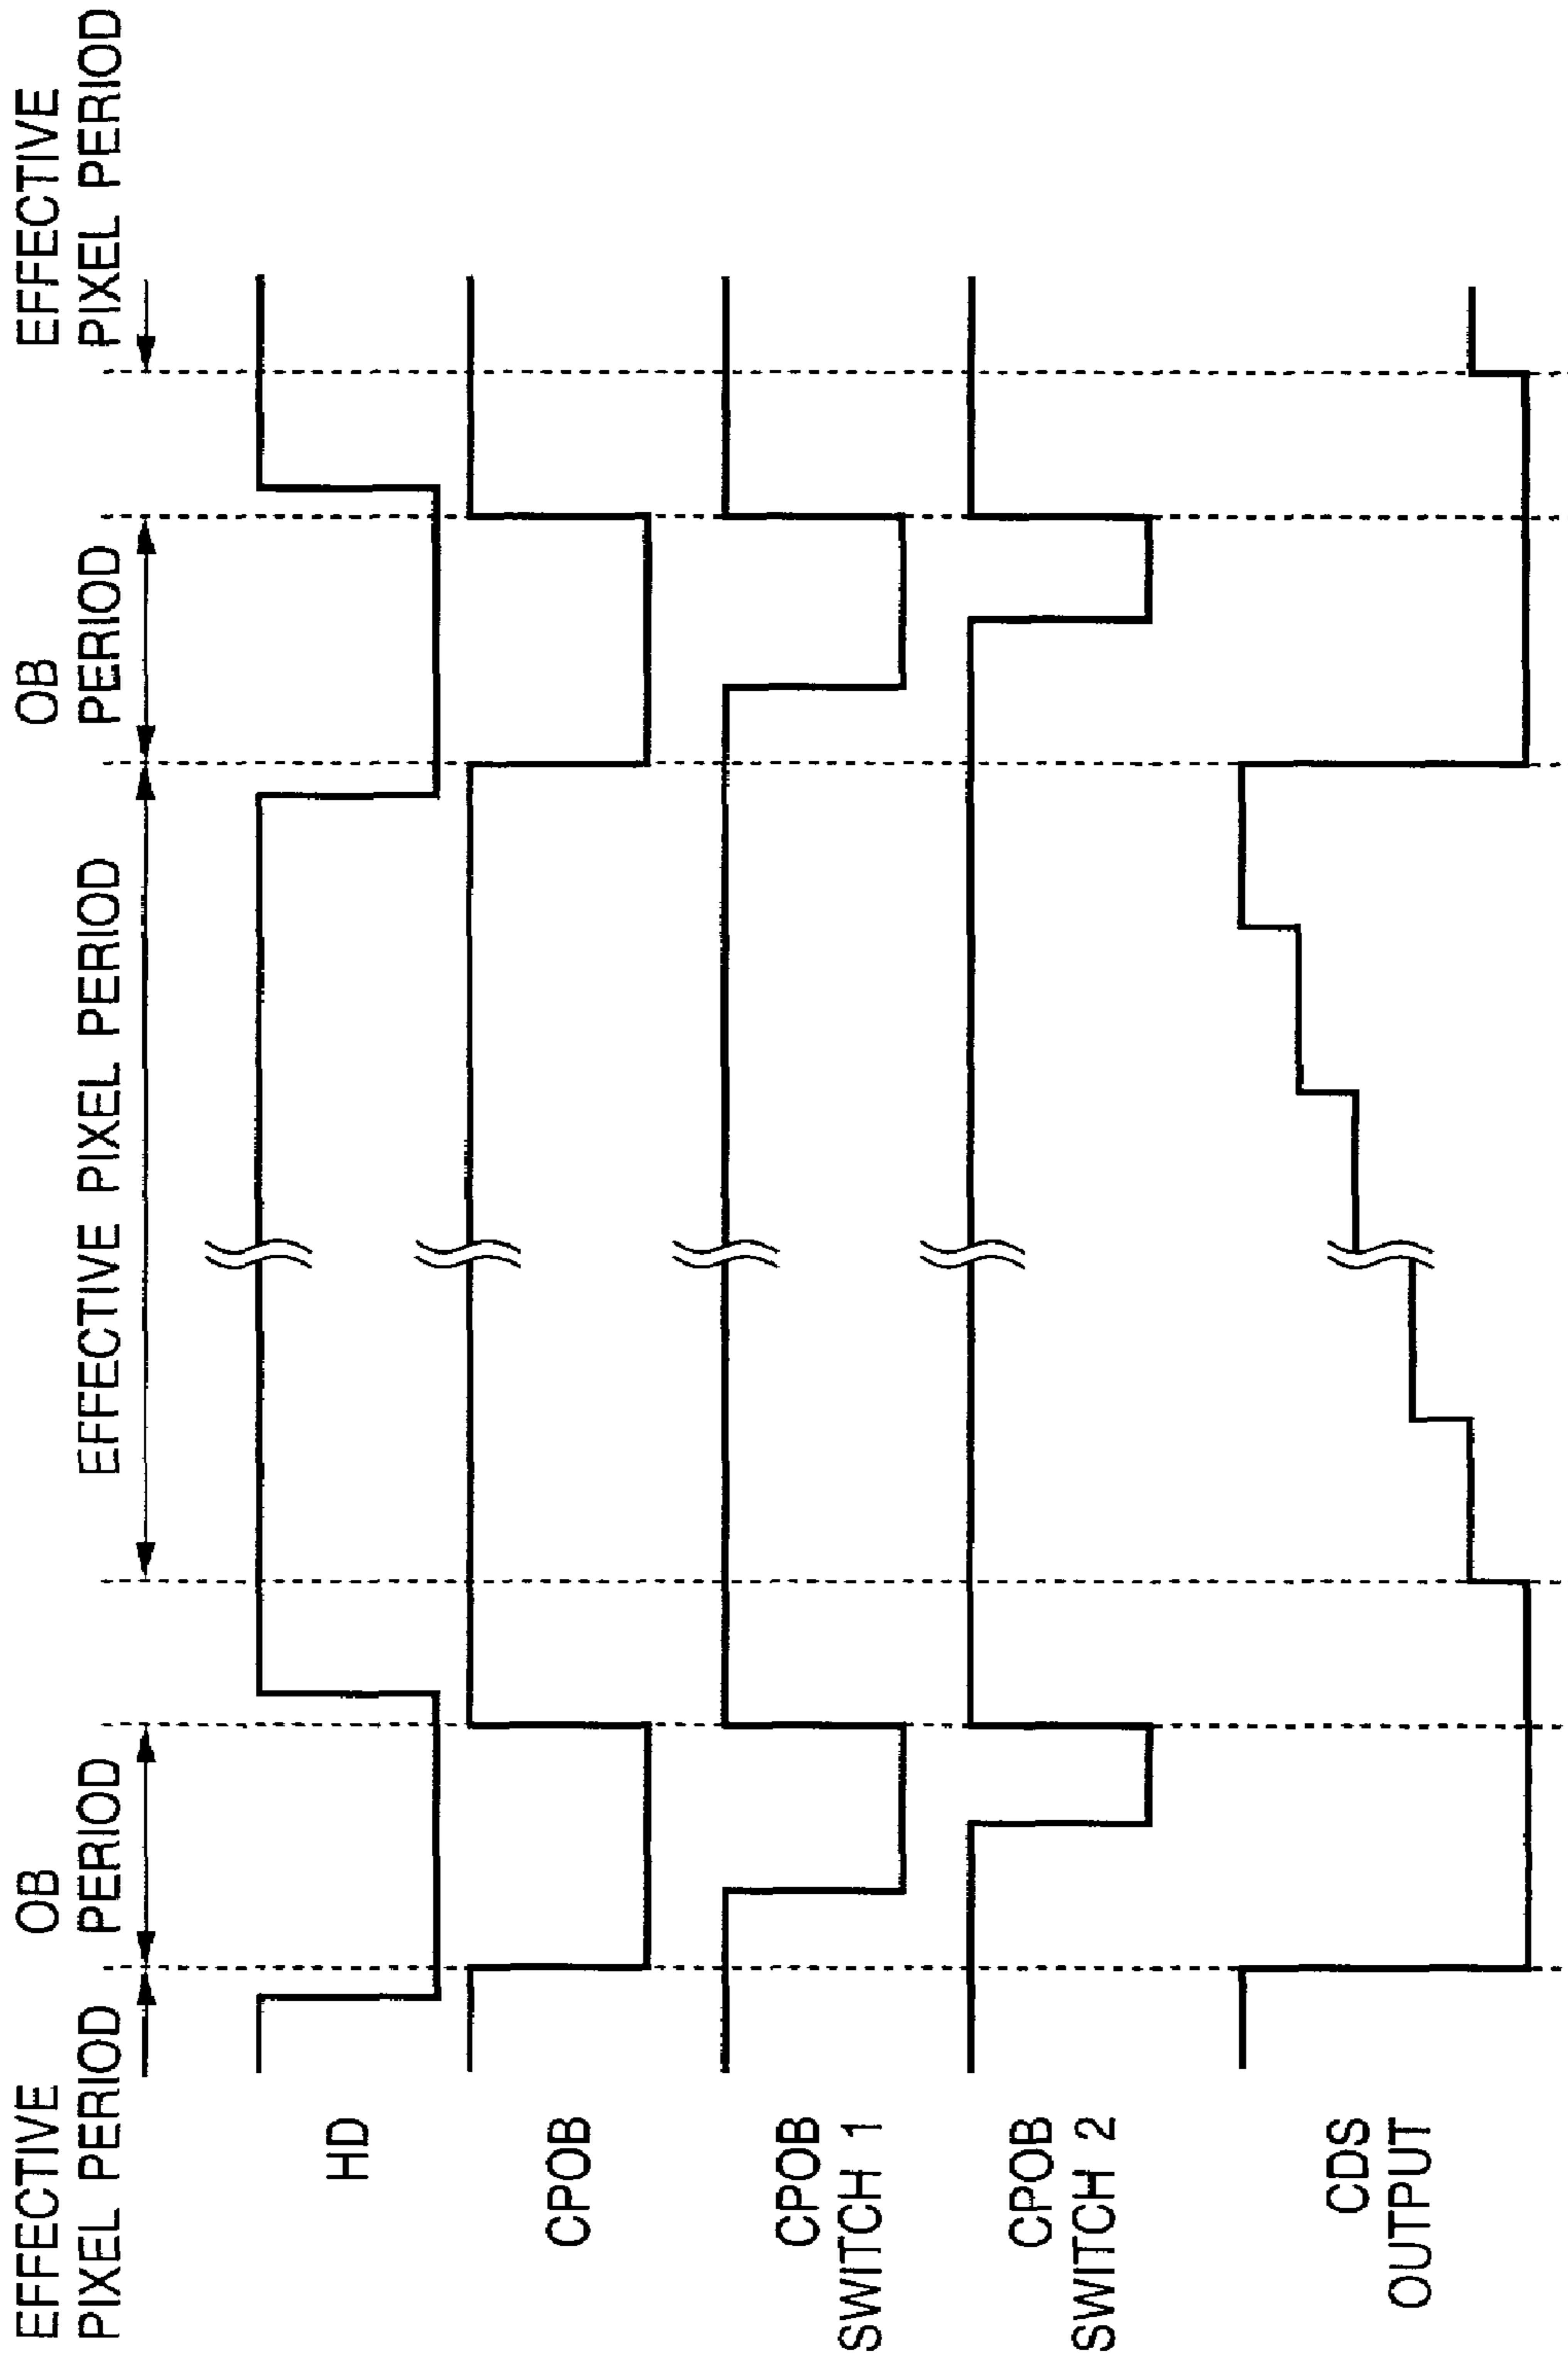 EFFECTIVE
PIXEL PERIOD
OB
PERIOD
EFFECTIVE PIXEL PERIOD
OB
PERIOD
EFFECTIVE
PIXEL PERIOD
HD
CPOB
CPOB
SWITCH 1
CPOB
SWITCH 2
CDS
OUTPUT